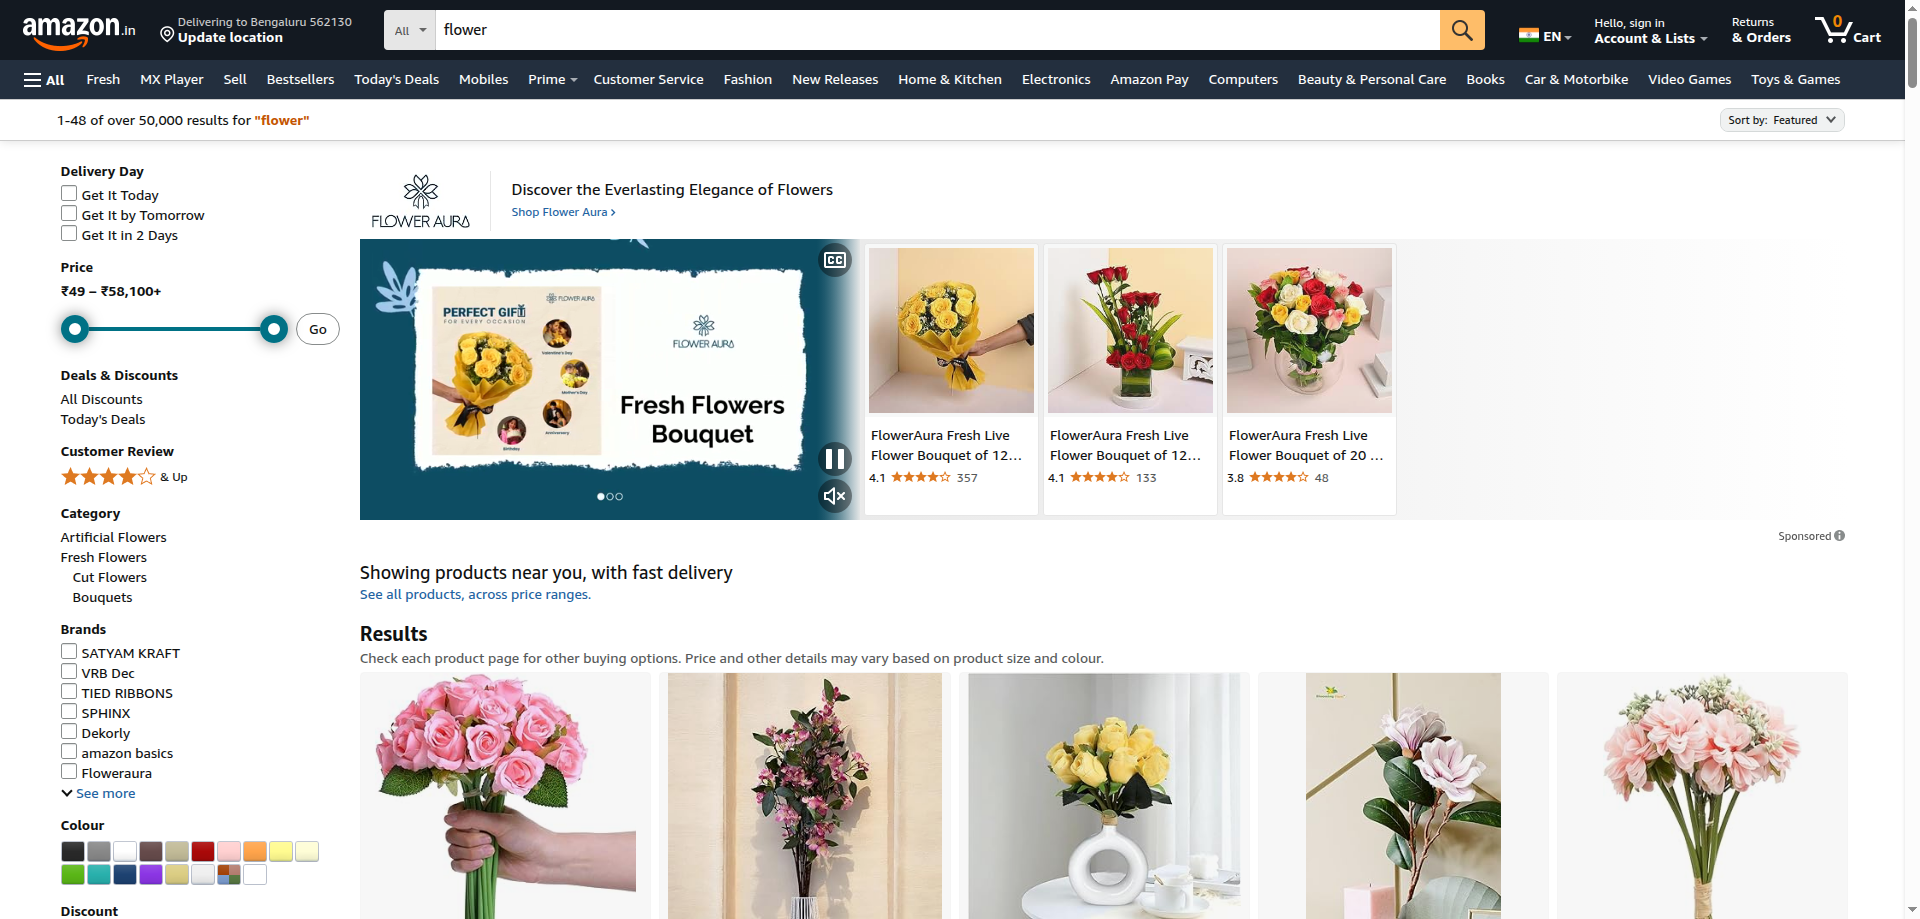 amazon.in
Delivering to Bengaluru 562130
Update location
All
flower
EN
Hello, sign in
Account & Lists
Returns
& Orders
0
Cart
All
Fresh
MX Player
Sell
Bestsellers
Today's Deals
Mobiles
Prime
Customer Service
Fashion
New Releases
Home & Kitchen
Electronics
Amazon Pay
Computers
Beauty & Personal Care
Books
Car & Motorbike
Video Games
Toys & Games
1-48 of over 50,000 results for "flower"
Sort by: Featured
Delivery Day
Get It Today
Get It by Tomorrow
Get It in 2 Days
Price
₹49 – ₹58,100+
Go
Deals & Discounts
All Discounts
Today's Deals
Customer Review
& Up
Category
Artificial Flowers
Fresh Flowers
Cut Flowers
Bouquets
Brands
SATYAM KRAFT
VRB Dec
TIED RIBBONS
SPHINX
Dekorly
amazon basics
Floweraura
See more
Colour
Discount
FLOWER AURA
Discover the Everlasting Elegance of Flowers
Shop Flower Aura ›
CC
FLOWER AURA
PERFECT GIFT
FOR EVERY OCCASION
Valentine's Day
Mother's Day
Anniversary
Birthday
FLOWER AURA
Fresh Flowers
Bouquet
FlowerAura Fresh Live
Flower Bouquet of 12...
4.1
357
FlowerAura Fresh Live
Flower Bouquet of 12...
4.1
133
FlowerAura Fresh Live
Flower Bouquet of 20 ...
3.8
48
Sponsored
Showing products near you, with fast delivery
See all products, across price ranges.
Results
Check each product page for other buying options. Price and other details may vary based on product size and colour.